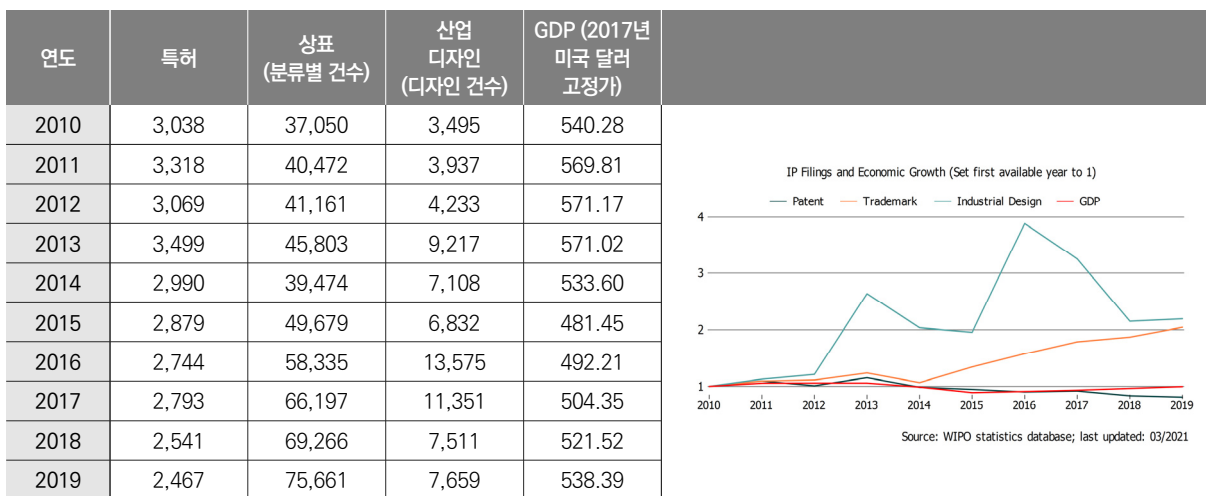 연도 특허 상표 (분류별 건수) 산업 디자인 (디자인 건수) GDP (2017년 미국 달러 고정가)
2010 3,038 37,050 3,495 540.28
2011 3,318 40,472 3,937 569.81
2012 3,069 41,161 4,233 571.17
2013 3,499 45,803 9,217 571.02
2014 2,990 39,474 7,108 533.60
2015 2,879 49,679 6,832 481.45
2016 2,744 58,335 13,575 492.21
2017 2,793 66,197 11,351 504.35
2018 2,541 69,266 7,511 521.52
2019 2,467 75,661 7,659 538.39
IP Filings and Economic Growth (Set first available year to 1)
Patent Trademark Industrial Design GDP
4
3
2
1
2010 2011 2012 2013 2014 2015 2016 2017 2018 2019
Source: WIPO statistics database; last updated: 03/2021